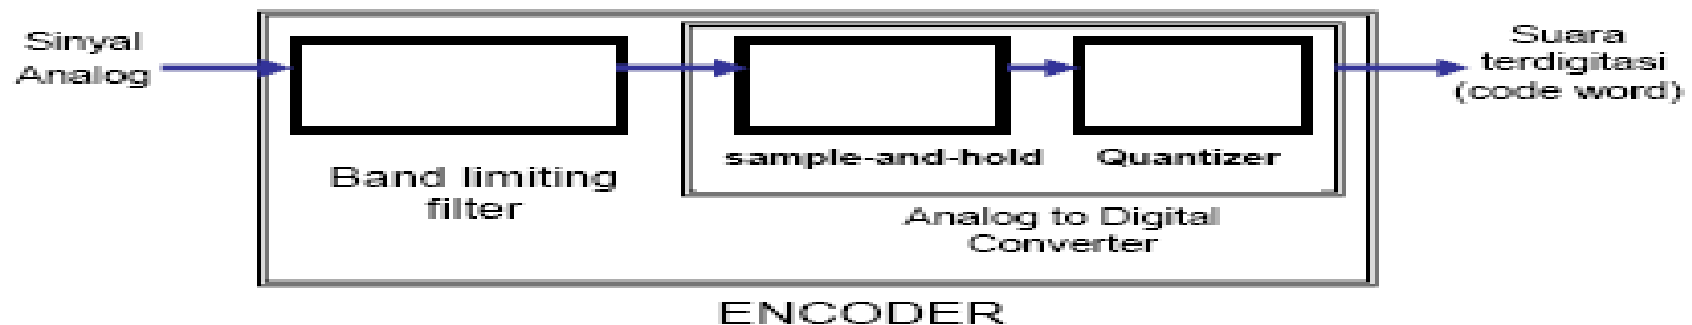 Sinyal
Analog
Band limiting
filter
sample-and-hold
Quantizer
Analog to Digital
Converter
Suara
terdigitasi
(code word)
ENCODER